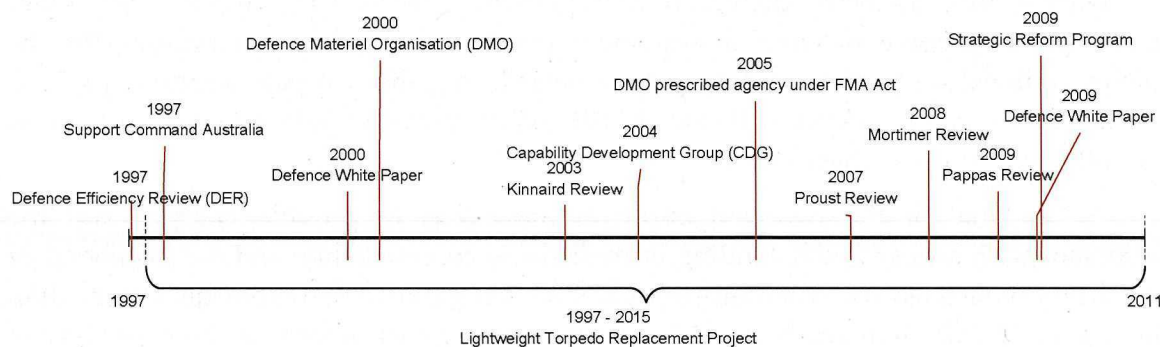 2000
Defence Materiel Organisation (DMO)
2009
Strategic Reform Program
2005
DMO prescribed agency under FMA Act
2009
Defence White Paper
1997
Support Command Australia
2004
Capability Development Group (CDG)
2008
Mortimer Review
2000
Defence White Paper
2003
Kinnaird Review
2009
Pappas Review
1997
Defence Efficiency Review (DER)
2007
Proust Review
1997
2011
1997 - 2015
Lightweight Torpedo Replacement Project